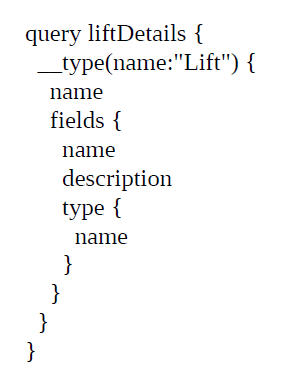 query liftDetails {
  __type(name:"Lift") {
    name
    fields {
      name
      description
      type {
        name
      }
    }
  }
}